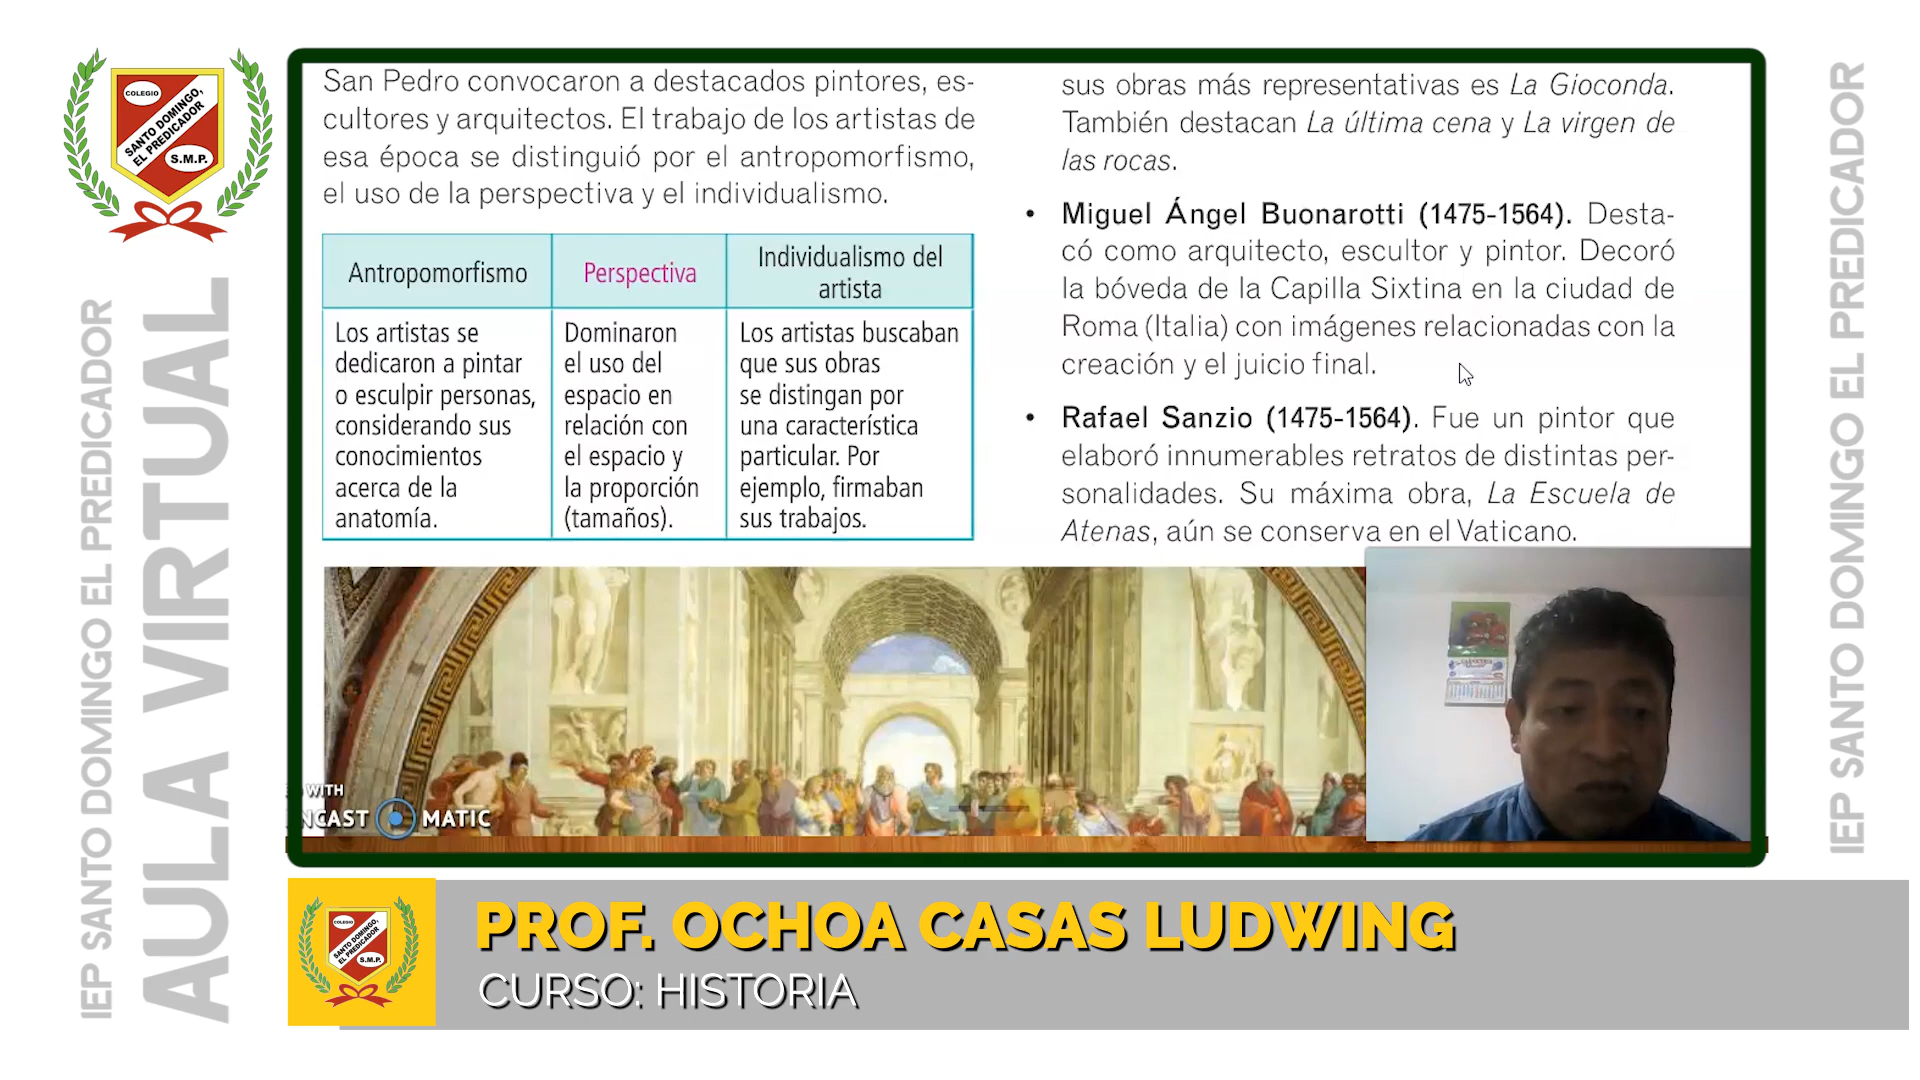 COLEGIO
SANTO DOMINGO,
EL PREDICADOR
S.M.P.
IEP SANTO DOMINGO EL PREDICADOR
AULA VIRTUAL
San Pedro convocaron a destacados pintores, es-
cultores y arquitectos. El trabajo de los artistas de
esa época se distinguió por el antropomorfismo,
el uso de la perspectiva y el individualismo.
Antropomorfismo
Los artistas se
dedicaron a pintar
o esculpir personas,
considerando sus
conocimientos
acerca de la
anatomía.
Perspectiva
Dominaron
el uso del
espacio en
relación con
el espacio y
la proporción
(tamaños).
Individualismo del
artista
Los artistas buscaban
que sus obras
se distingan por
una característica
particular. Por
ejemplo, firmaban
sus trabajos.
sus obras más representativas es La Gioconda.
También destacan La última cena y La virgen de
las rocas.
• Miguel Ángel Buonarotti (1475-1564). Desta-
có como arquitecto, escultor y pintor. Decoró
la bóveda de la Capilla Sixtina en la ciudad de
Roma (Italia) con imágenes relacionadas con la
creación y el juicio final.
• Rafael Sanzio (1475-1564). Fue un pintor que
elaboró innumerables retratos de distintas per-
sonalidades. Su máxima obra, La Escuela de
Atenas, aún se conserva en el Vaticano.
WITH
NCAST MATIC
IEP SANTO DOMINGO EL PREDICADOR
COLEGIO
SANTO DOMINGO,
EL PREDICADOR
S.M.P.
PROF. OCHOA CASAS LUDWING
CURSO: HISTORIA